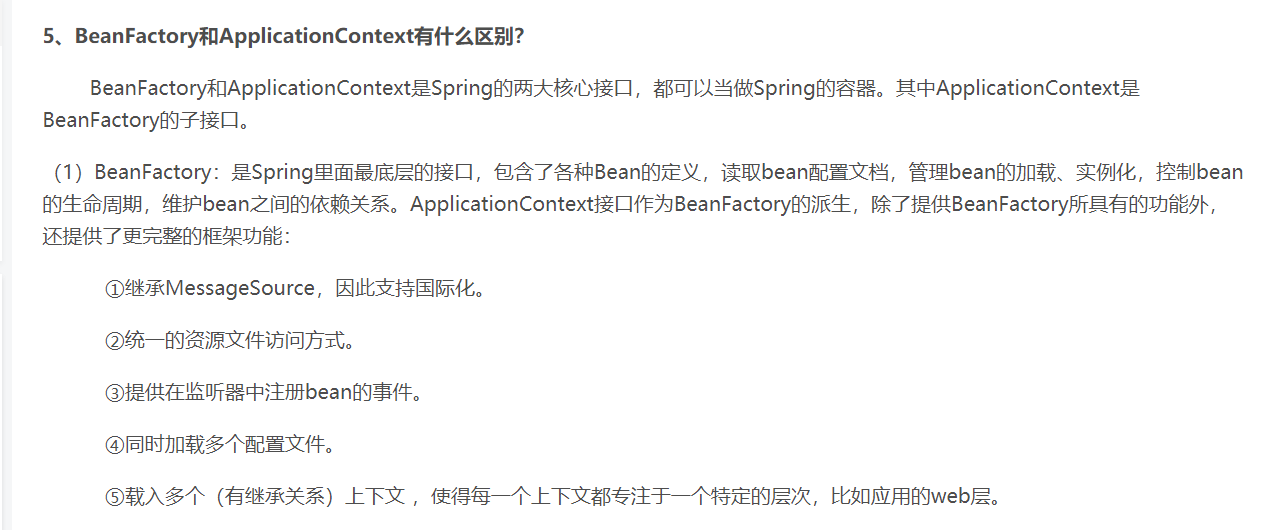 5、BeanFactory和ApplicationContext有什么区别？
BeanFactory和ApplicationContext是Spring的两大核心接口，都可以当做Spring的容器。其中ApplicationContext是
BeanFactory的子接口。
（1）BeanFactory：是Spring里面最底层的接口，包含了各种Bean的定义，读取bean配置文档，管理bean的加载、实例化，控制bean
的生命周期，维护bean之间的依赖关系。ApplicationContext接口作为BeanFactory的派生，除了提供BeanFactory所具有的功能外，
还提供了更完整的框架功能：
①继承MessageSource，因此支持国际化。
②统一的资源文件访问方式。
③提供在监听器中注册bean的事件。
④同时加载多个配置文件。
⑤载入多个（有继承关系）上下文 ，使得每一个上下文都专注于一个特定的层次，比如应用的web层。